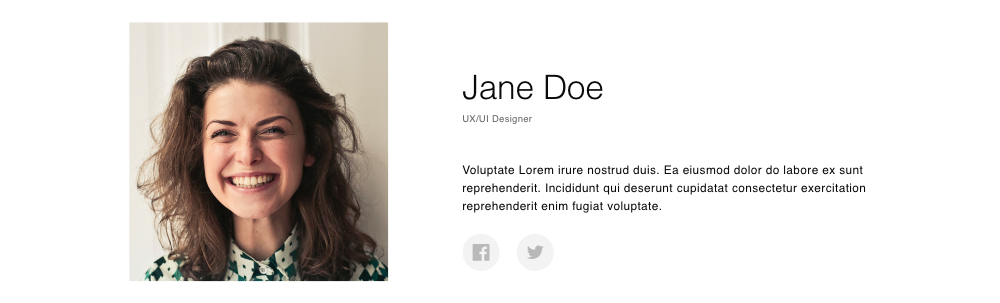 Jane Doe
UX/UI Designer
Voluptate Lorem irure nostrud duis. Ea eiusmod dolor do labore ex sunt
reprehenderit. Incididunt qui deserunt cupidatat consectetur exercitation
reprehenderit enim fugiat voluptate.